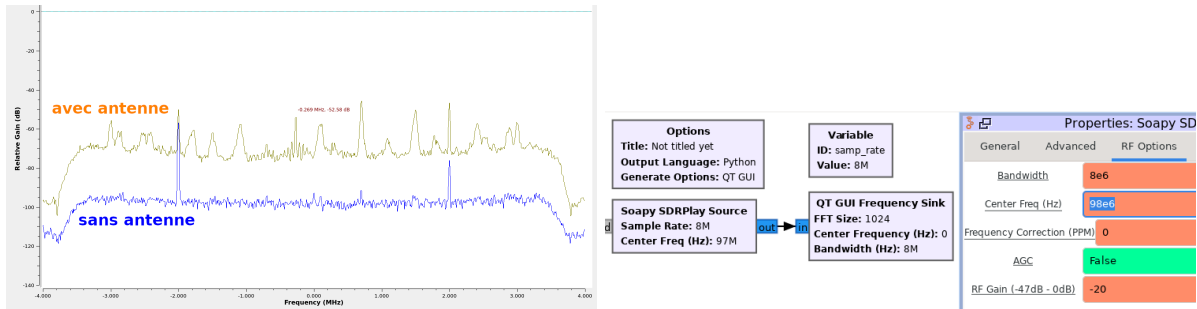 0
-20
-40
-60
-80
-100
-120
-140
Relative Gain (dB)
avec antenne
-0.269 MHz, -52.58 dB
sans antenne
-4.000
-3.000
-2.000
-1.000
0.000
1.000
2.000
3.000
4.000
Frequency (MHz)
Options
Title: Not titled yet
Output Language: Python
Generate Options: QT GUI
Variable
ID: samp_rate
Value: 8M
d
Soapy SDRPlay Source
Sample Rate: 8M
Center Freq (Hz): 97M
out
in
QT GUI Frequency Sink
FFT Size: 1024
Center Frequency (Hz): 0
Bandwidth (Hz): 8M
Properties: Soapy SD
General Advanced RF Options
Bandwidth 8e6
Center Freq (Hz) 98e6
Frequency Correction (PPM) 0
AGC False
RF Gain (-47dB - 0dB) -20